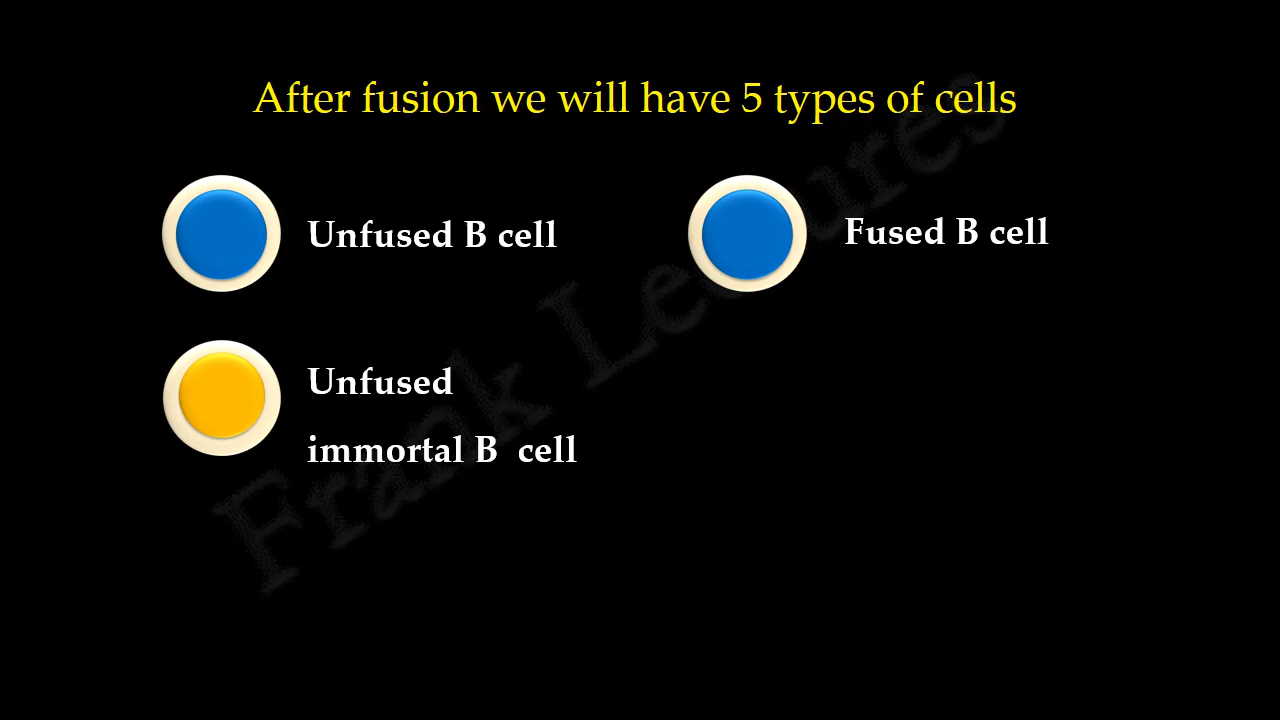 After fusion we will have 5 types of cells
Unfused B cell
Fused B cell
Unfused
immortal B cell
Frank Lectures